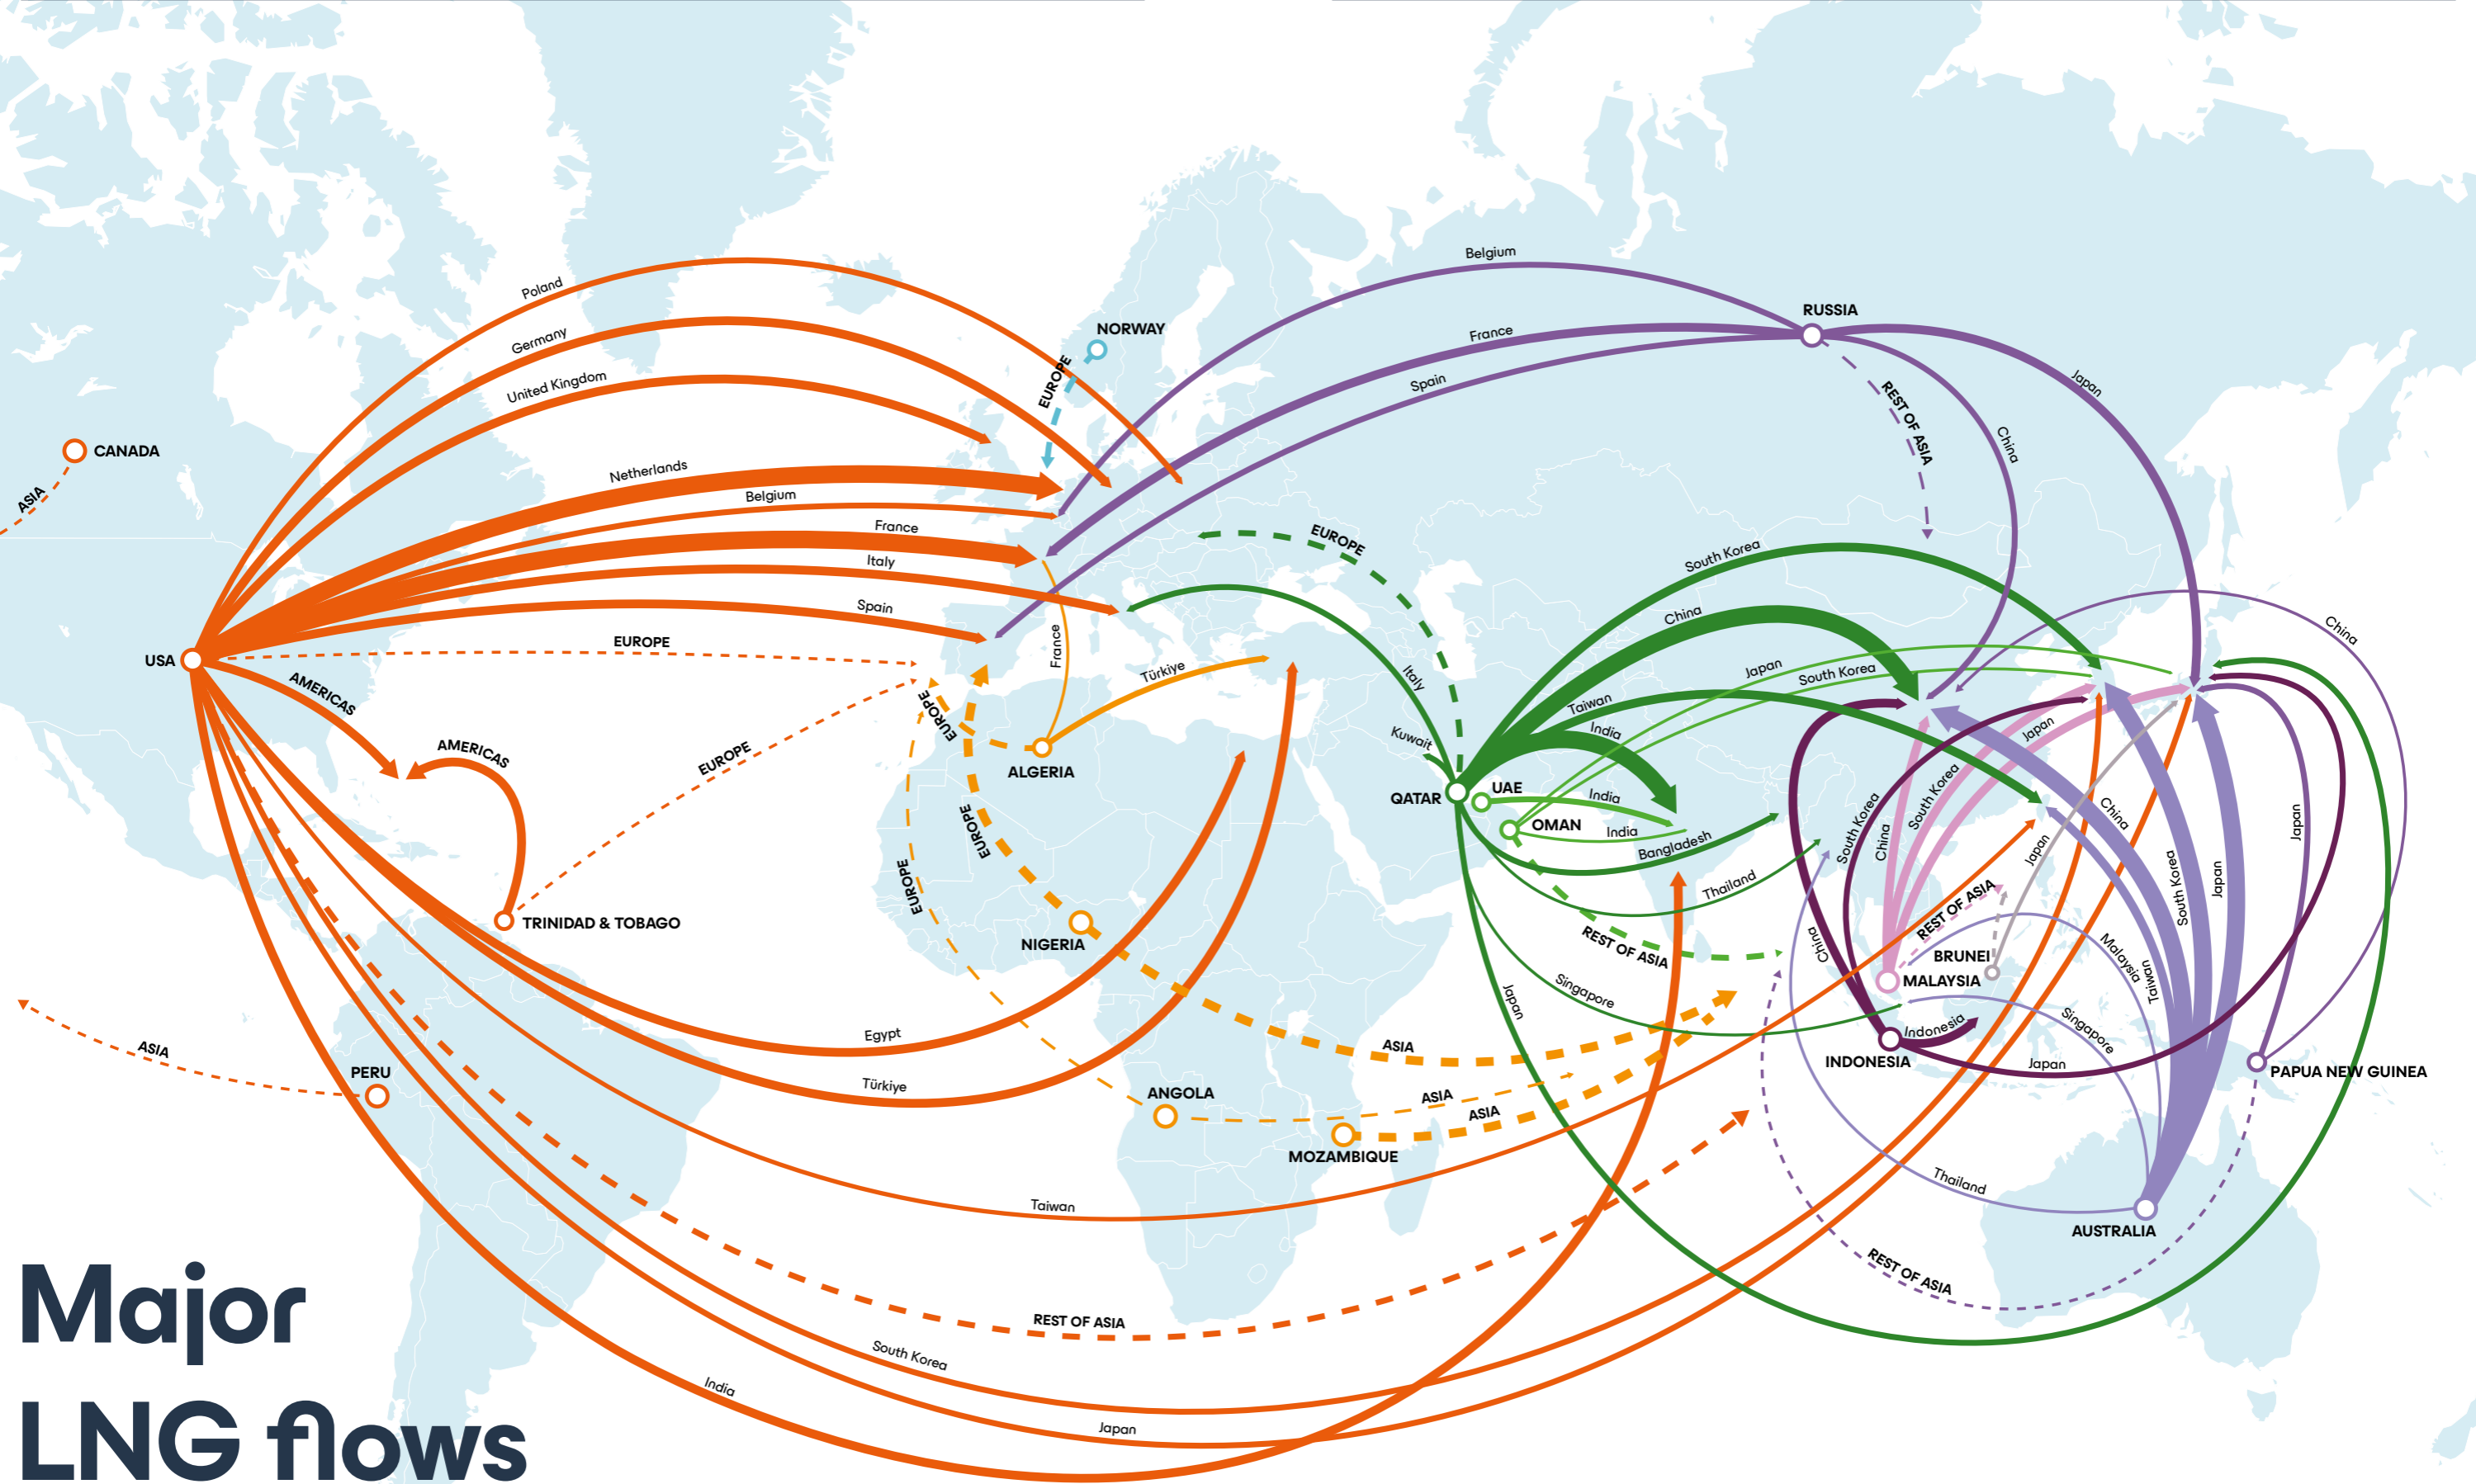 Belgium
Poland
RUSSIA
NORWAY
Germany
France
EUROPE
Spain
Japan
United Kingdom
REST OF ASIA
China
CANADA
ASIA
Netherlands
Belgium
France
EUROPE
South Korea
Italy
Spain
China
China
EUROPE
France
Japan
USA
Türkiye
Italy
South Korea
AMERICAS
EUROPE
Taiwan
India
Japan
Kuwait
AMERICAS
EUROPE
ALGERIA
QATAR
UAE
India
OMAN
India
Bangladesh
South Korea
China
South Korea
China
Japan
Japan
EUROPE
EUROPE
Thailand
South Korea
Japan
TRINIDAD & TOBAGO
NIGERIA
REST OF ASIA
REST OF ASIA
China
BRUNEI
Malaysia
Taiwan
MALAYSIA
Singapore
Japan
Egypt
ASIA
Indonesia
Singapore
INDONESIA
Japan
PAPUA NEW GUINEA
ASIA
PERU
Türkiye
ANGOLA
ASIA
ASIA
MOZAMBIQUE
Thailand
Taiwan
AUSTRALIA
REST OF ASIA
REST OF ASIA
South Korea
India
Japan
Major
LNG flows